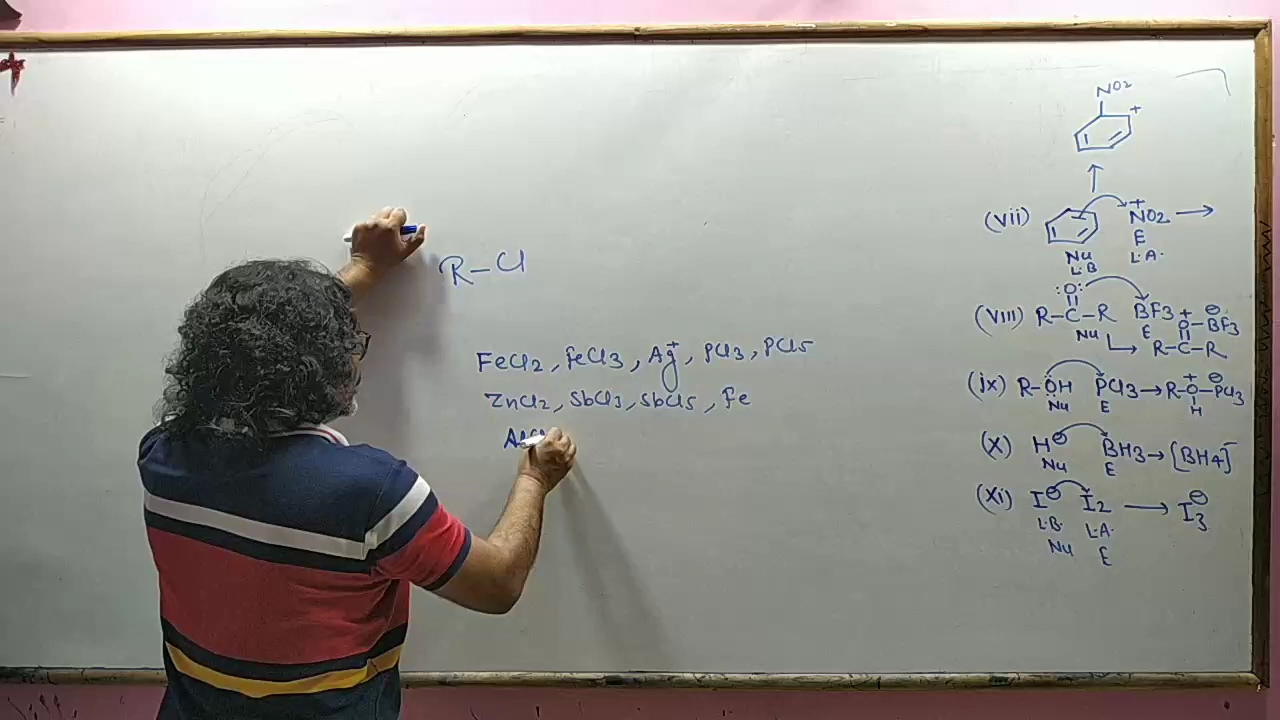 R–Cl
FeCl2, FeCl3, Ag+, PCl3, PCl5
ZnCl2, SbCl3, SbCl5, Fe
NO2
+
(vii) +NO2 →
Nu E
L.B L.A.
(viii) :O: BF3 + ⊖
R–C–R O–BF3
Nu E R–C–R
(ix) R–ÖH PCl3 → R–O–PCl3
+ ⊖
Nu E H
(x) H⊖ BH3 → [BH4]–
Nu E
(xi) I⊖ I2 → I3⊖
L.B. L.A.
Nu E